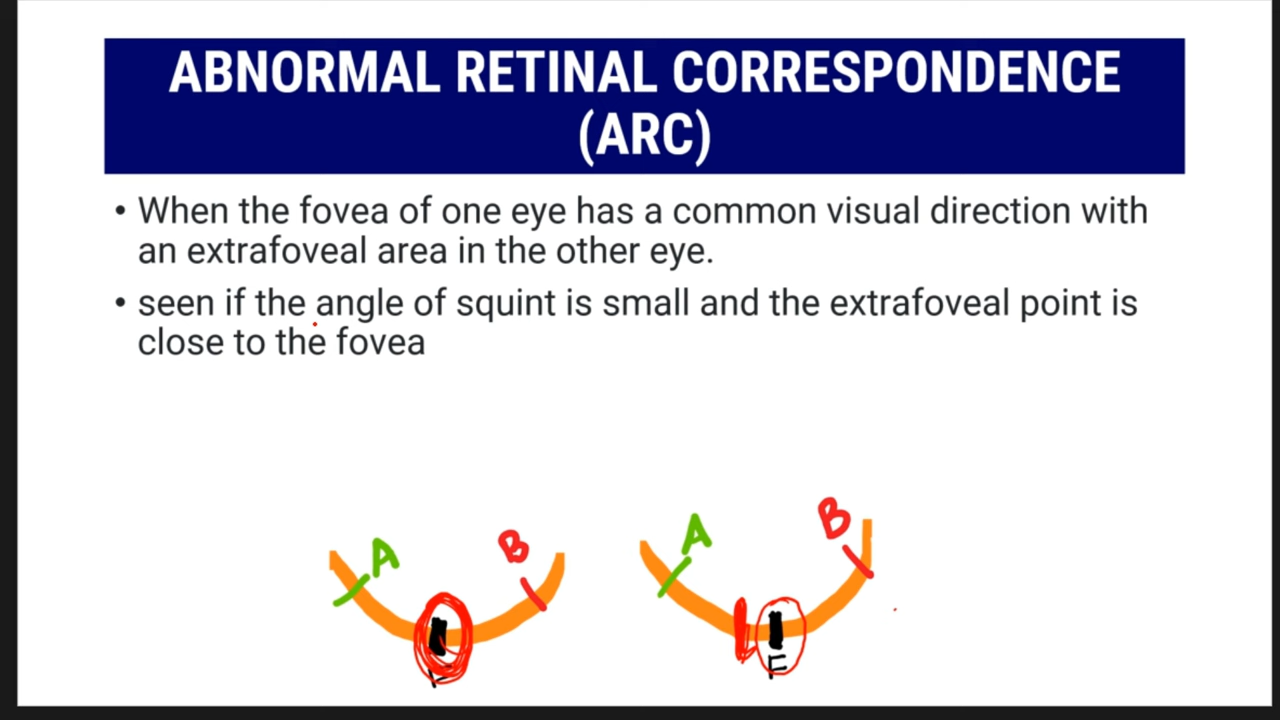 ABNORMAL RETINAL CORRESPONDENCE
(ARC)
• When the fovea of one eye has a common visual direction with
an extrafoveal area in the other eye.
• seen if the angle of squint is small and the extrafoveal point is
close to the fovea
A B A B
F